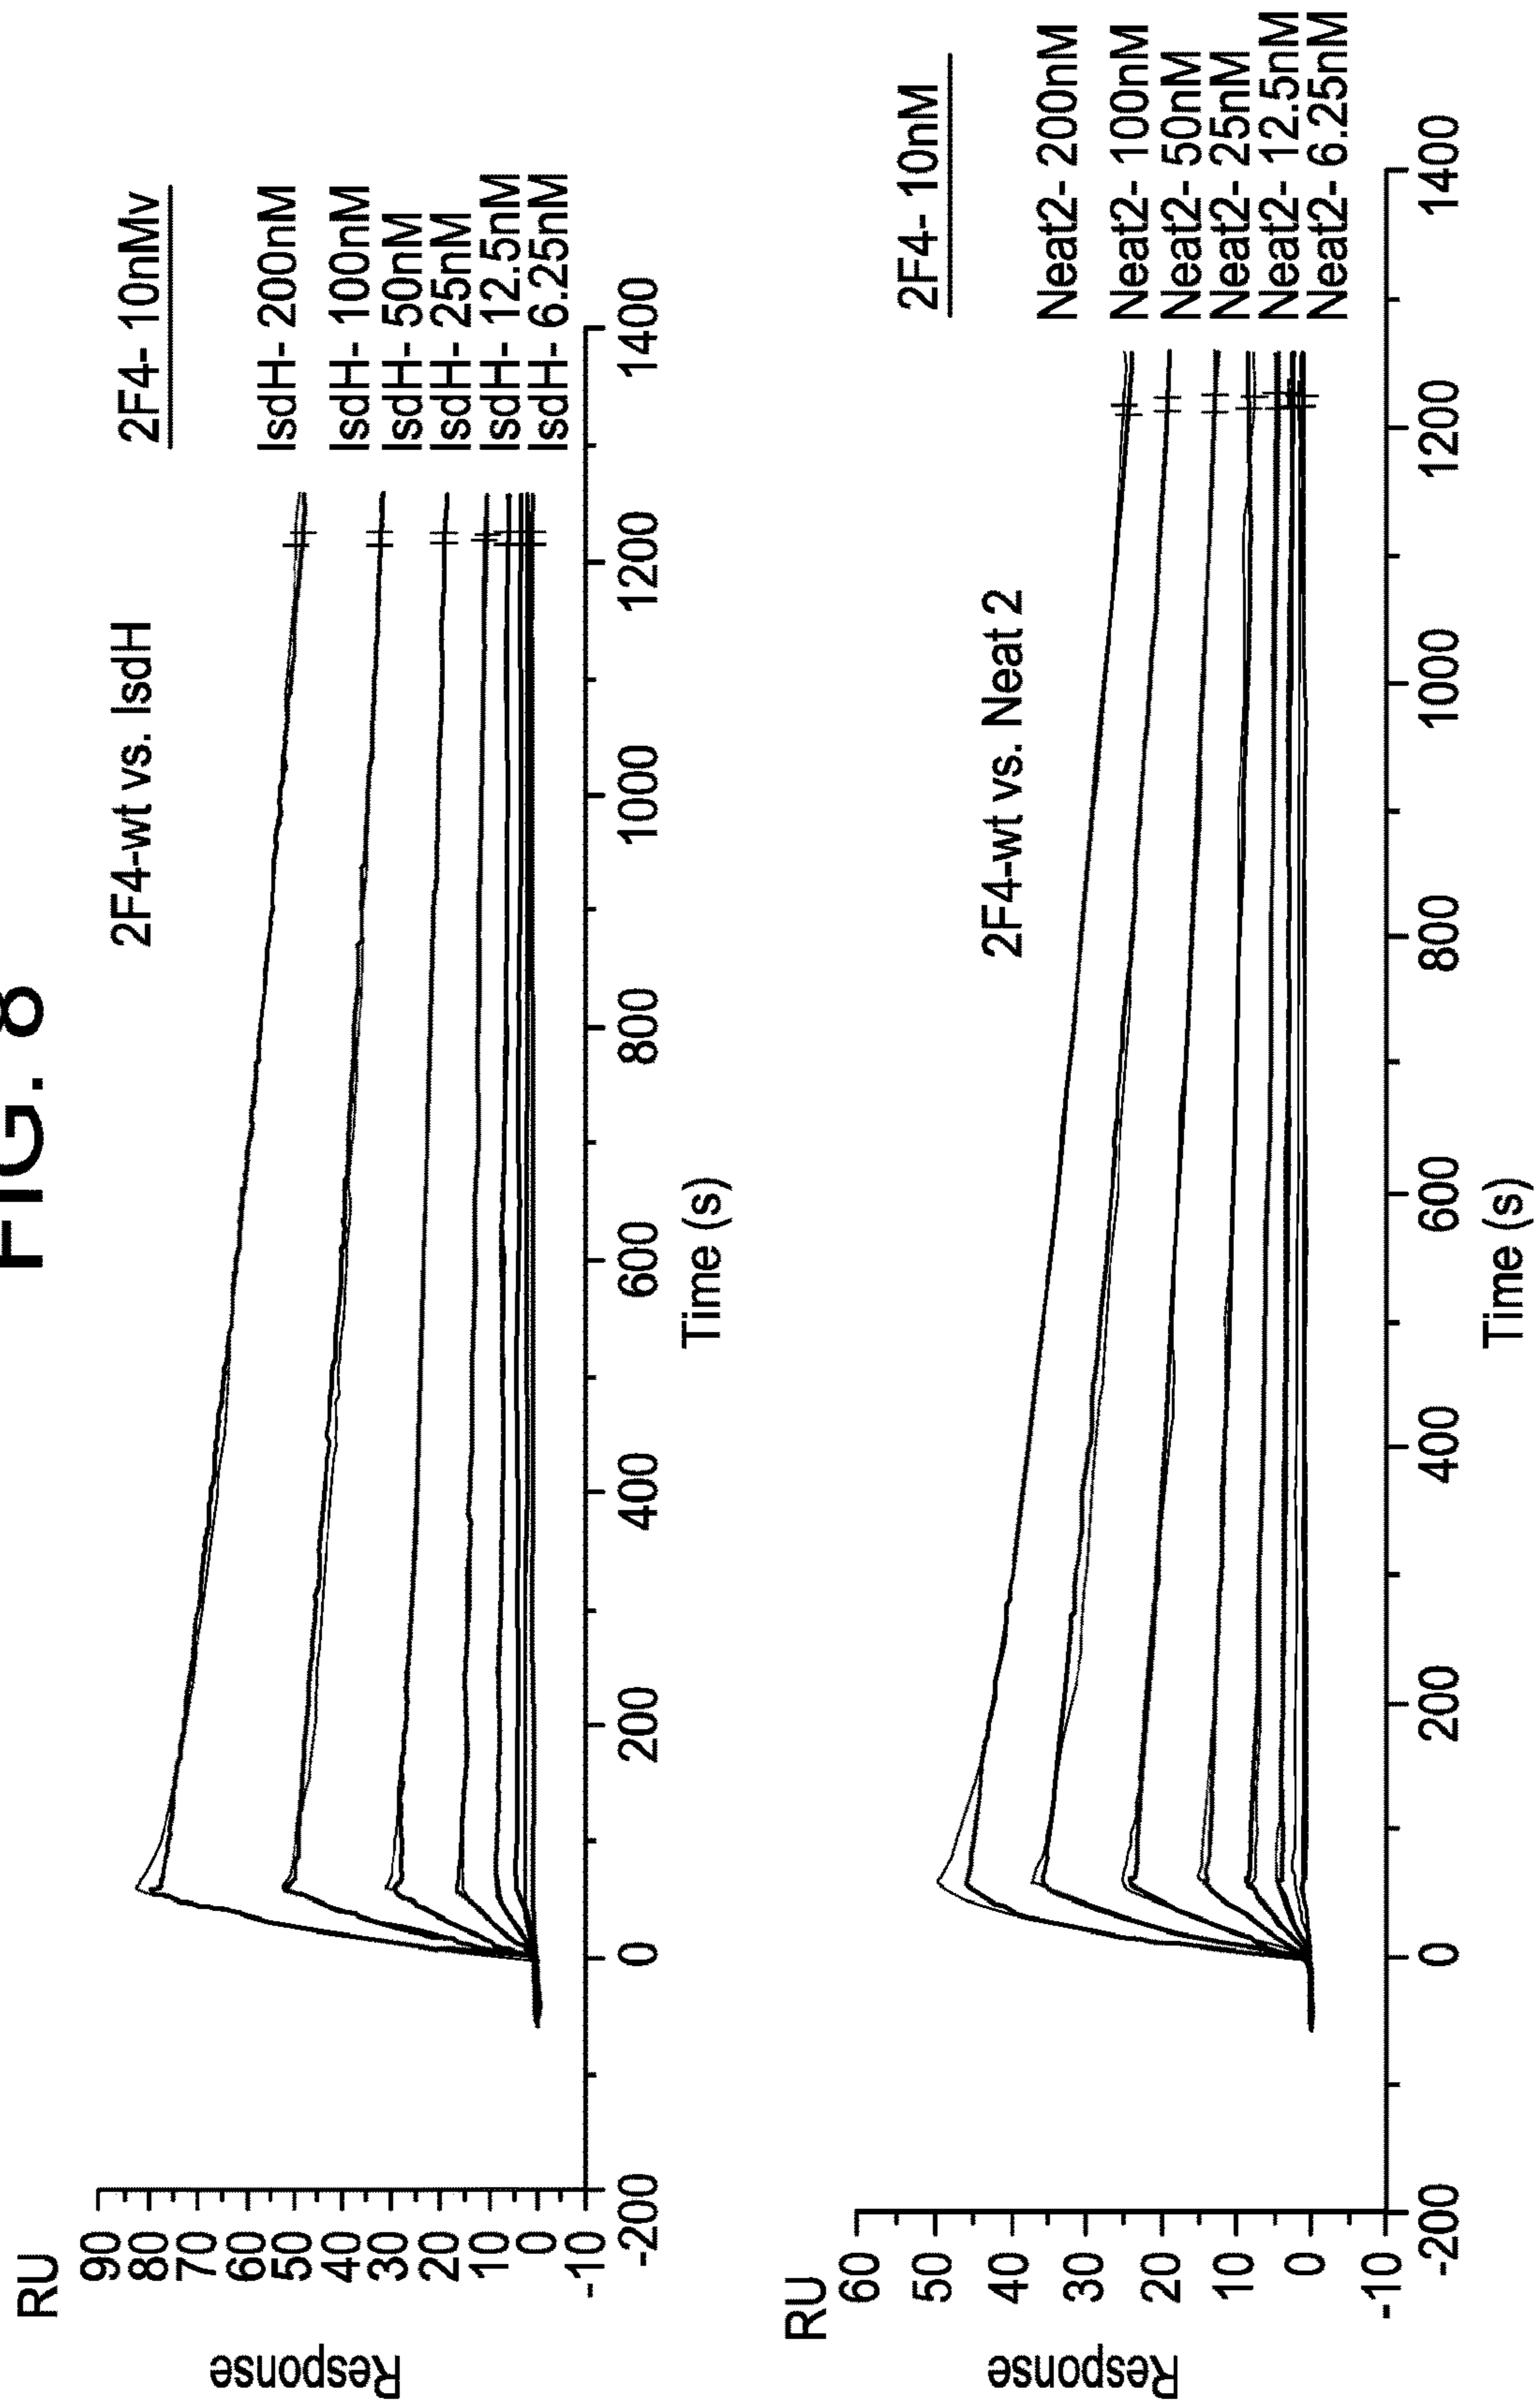 FIG. 8
RU
2F4-wt vs. IsdH
2F4- 10nMv
IsdH- 200nM
IsdH- 100nM
IsdH- 50nM
IsdH- 25nM
IsdH- 12.5nM
IsdH- 6.25nM
Response
90
80
70
60
50
40
30
20
10
0
-10
-200 0 200 400 600 800 1000 1200 1400
Time (s)
RU
2F4-wt vs. Neat 2
2F4- 10nM
Neat2- 200nM
Neat2- 100nM
Neat2- 50nM
Neat2- 25nM
Neat2- 12.5nM
Neat2- 6.25nM
Response
60
50
40
30
20
10
0
-10
-200 0 200 400 600 800 1000 1200 1400
Time (s)